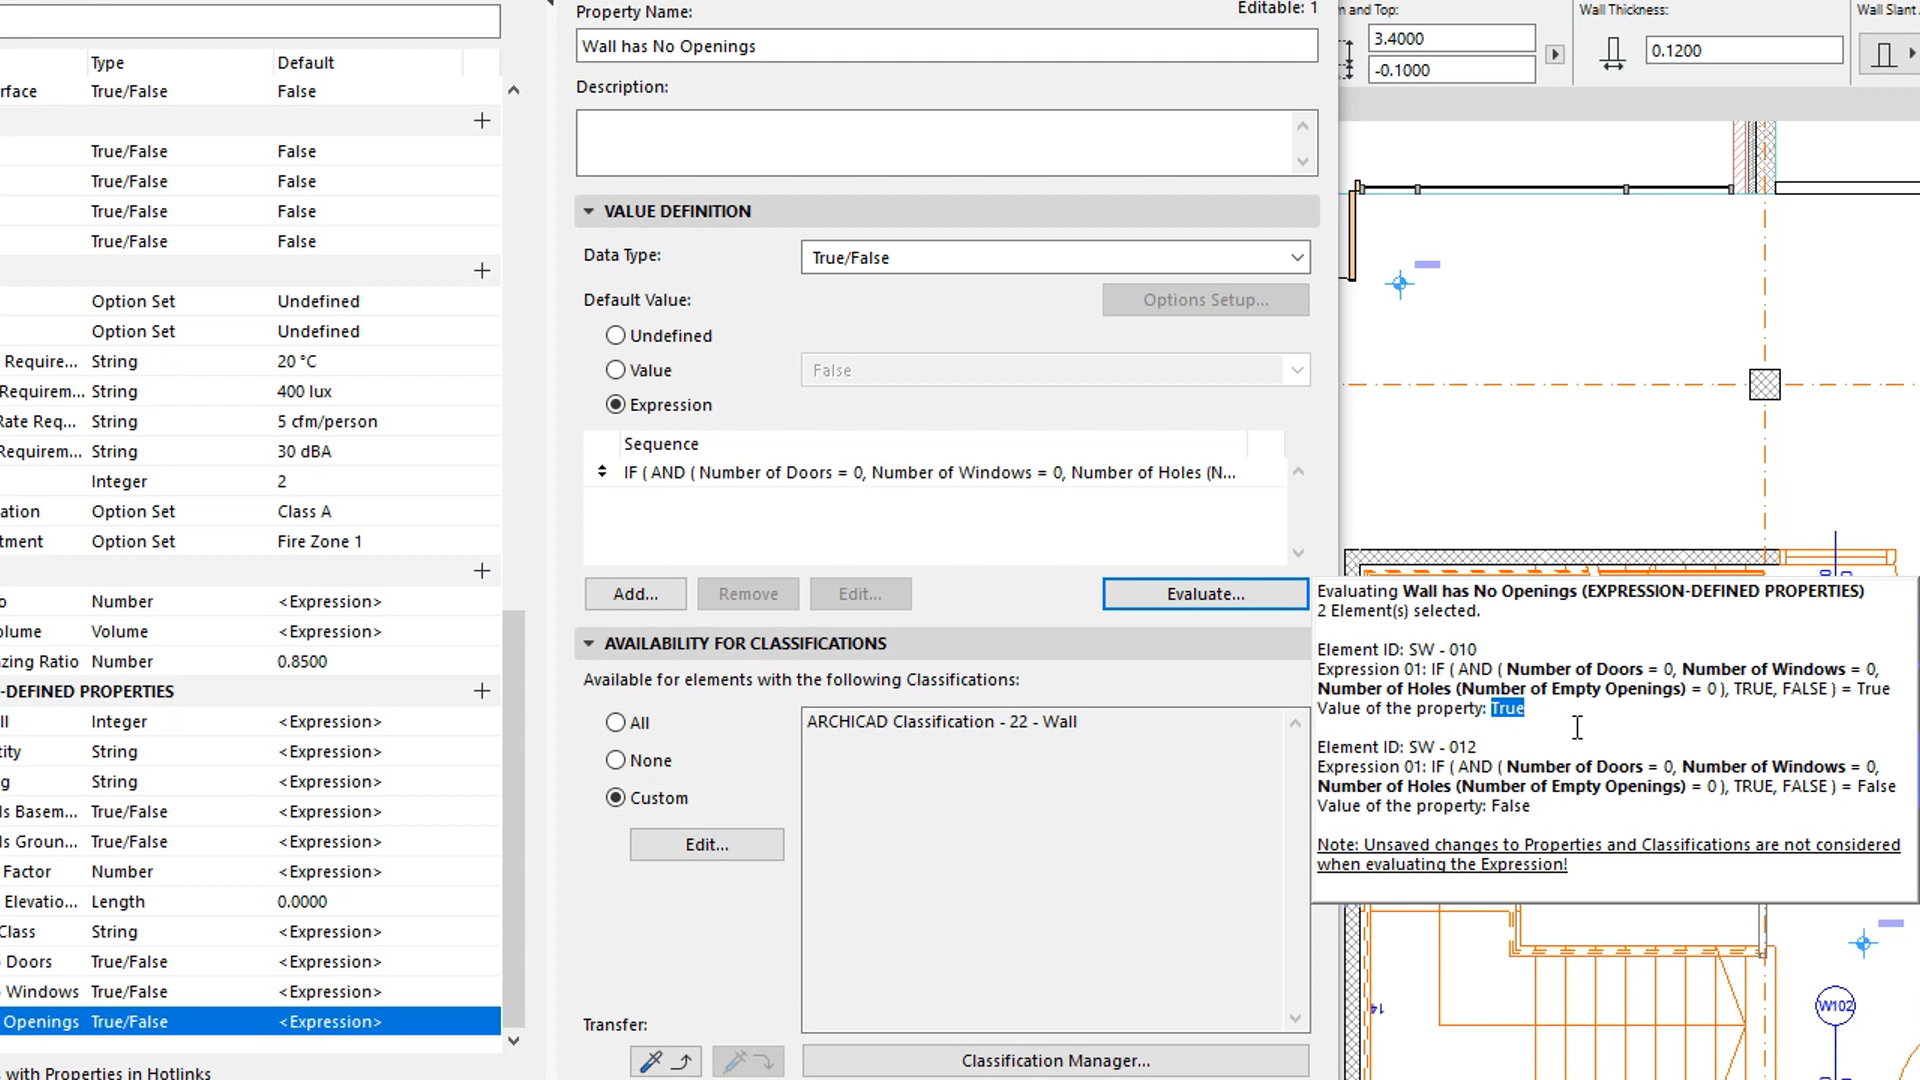 Type Default
rface True/False False
True/False False
True/False False
True/False False
True/False False
Option Set Undefined
Option Set Undefined
Require... String 20 °C
Requirem... String 400 lux
Rate Req... String 5 cfm/person
Requirem... String 30 dBA
Integer 2
ation Option Set Class A
tment Option Set Fire Zone 1
o Number <Expression>
olume Volume <Expression>
zing Ratio Number 0.8500
-DEFINED PROPERTIES
ll Integer <Expression>
tity String <Expression>
g String <Expression>
ls Basem... True/False <Expression>
ls Groun... True/False <Expression>
Factor Number <Expression>
Elevatio... Length 0.0000
Class String <Expression>
Doors True/False <Expression>
Windows True/False <Expression>
Openings True/False <Expression>
s with Properties in Hotlinks
Property Name: Editable: 1
Wall has No Openings
Description:
VALUE DEFINITION
Data Type: True/False
Default Value: Options Setup...
Undefined
Value False
Expression
Sequence
IF ( AND ( Number of Doors = 0, Number of Windows = 0, Number of Holes (N...
Add... Remove Edit... Evaluate...
AVAILABILITY FOR CLASSIFICATIONS
Available for elements with the following Classifications:
All
None
Custom
Edit...
ARCHICAD Classification - 22 - Wall
Transfer:
Classification Manager...
m and Top: Wall Thickness: Wall Slant
3.4000
-0.1000
0.1200
Evaluating Wall has No Openings (EXPRESSION-DEFINED PROPERTIES)
2 Element(s) selected.
Element ID: SW - 010
Expression 01: IF ( AND ( Number of Doors = 0, Number of Windows = 0,
Number of Holes (Number of Empty Openings) = 0 ), TRUE, FALSE ) = True
Value of the property: True
Element ID: SW - 012
Expression 01: IF ( AND ( Number of Doors = 0, Number of Windows = 0,
Number of Holes (Number of Empty Openings) = 0 ), TRUE, FALSE ) = False
Value of the property: False
Note: Unsaved changes to Properties and Classifications are not considered
when evaluating the Expression!
14
W102